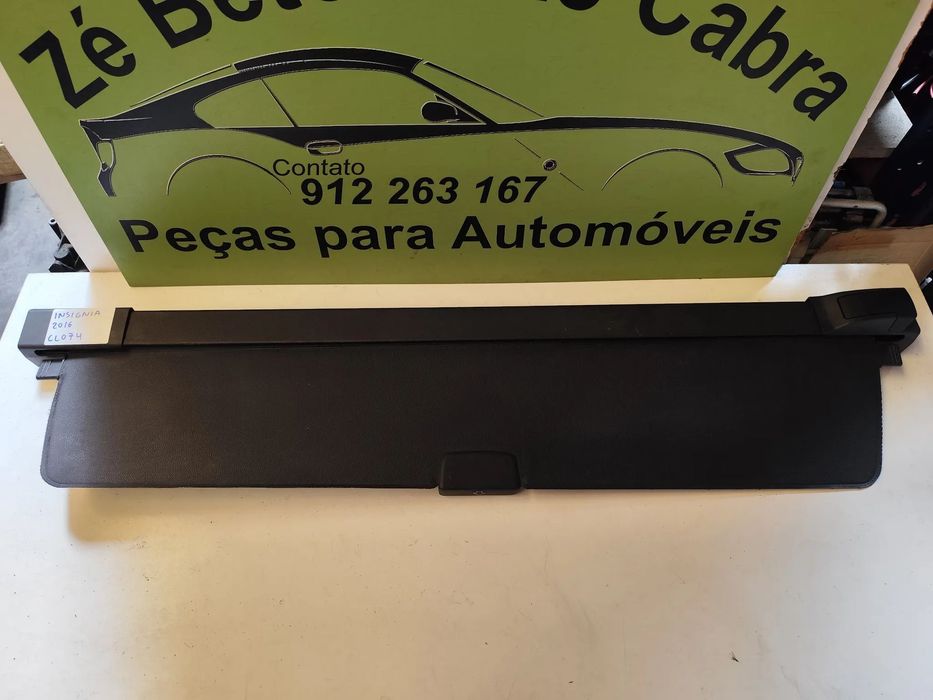 Zé
Cabra
Contato
912 263 167
Peças para Automóveis
INSIGNIA
2016
CL074